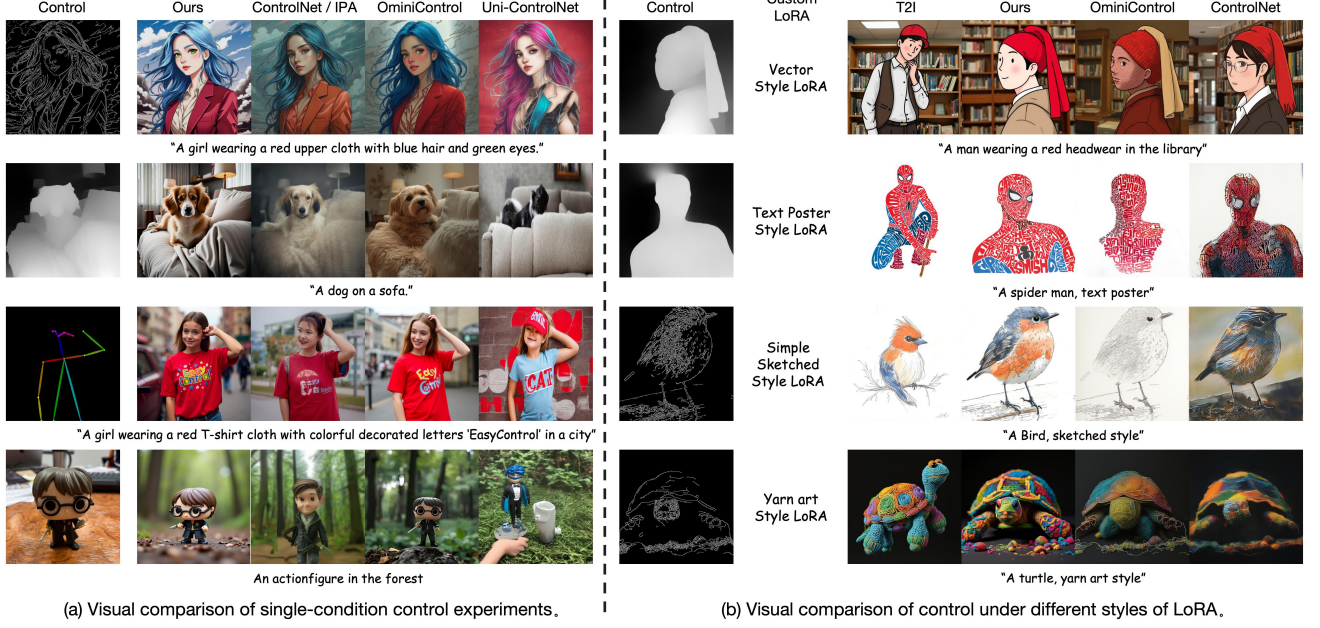 Control Ours ControlNet / IPA OminiControl Uni-ControlNet
"A girl wearing a red upper cloth with blue hair and green eyes."
"A dog on a sofa."
CAT
"A girl wearing a red T-shirt cloth with colorful decorated letters 'EasyControl' in a city"
An actionfigure in the forest
(a) Visual comparison of single-condition control experiments。
Control Custom LoRA T2I Ours OminiControl ControlNet
Vector
Style LoRA
"A man wearing a red headwear in the library"
Text Poster
Style LoRA
"A spider man, text poster"
Simple
Sketched
Style LoRA
"A Bird, sketched style"
Yarn art
Style LoRA
"A turtle, yarn art style"
(b) Visual comparison of control under different styles of LoRA。